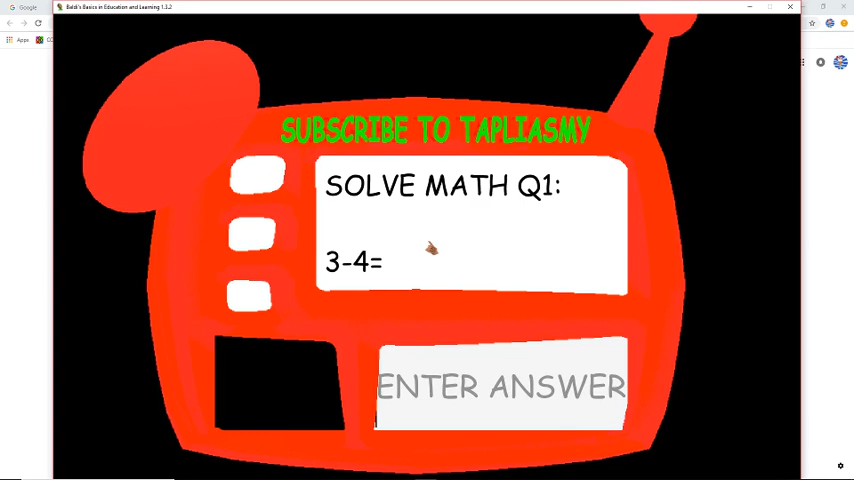 Google
Baldi's Basics in Education and Learning 1.3.2
Apps
SUBSCRIBE TO TAPLIASMY
SOLVE MATH Q1:
3-4=
ENTER ANSWER